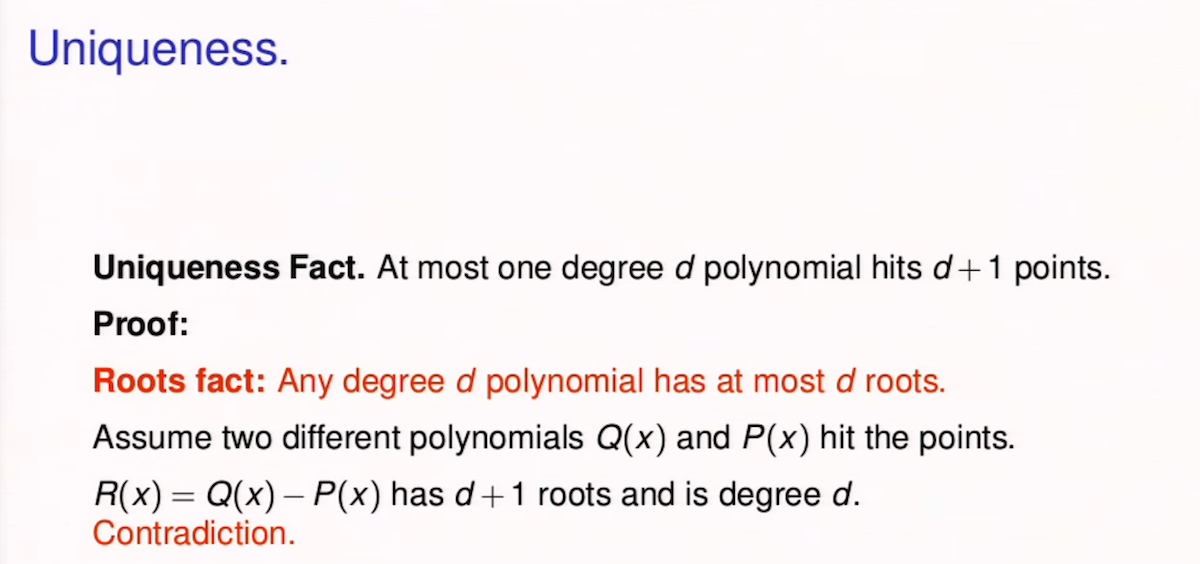 Uniqueness.
Uniqueness Fact. At most one degree d polynomial hits d+1 points.
Proof:
Roots fact: Any degree d polynomial has at most d roots.
Assume two different polynomials Q(x) and P(x) hit the points.
R(x) = Q(x) – P(x) has d+1 roots and is degree d.
Contradiction.